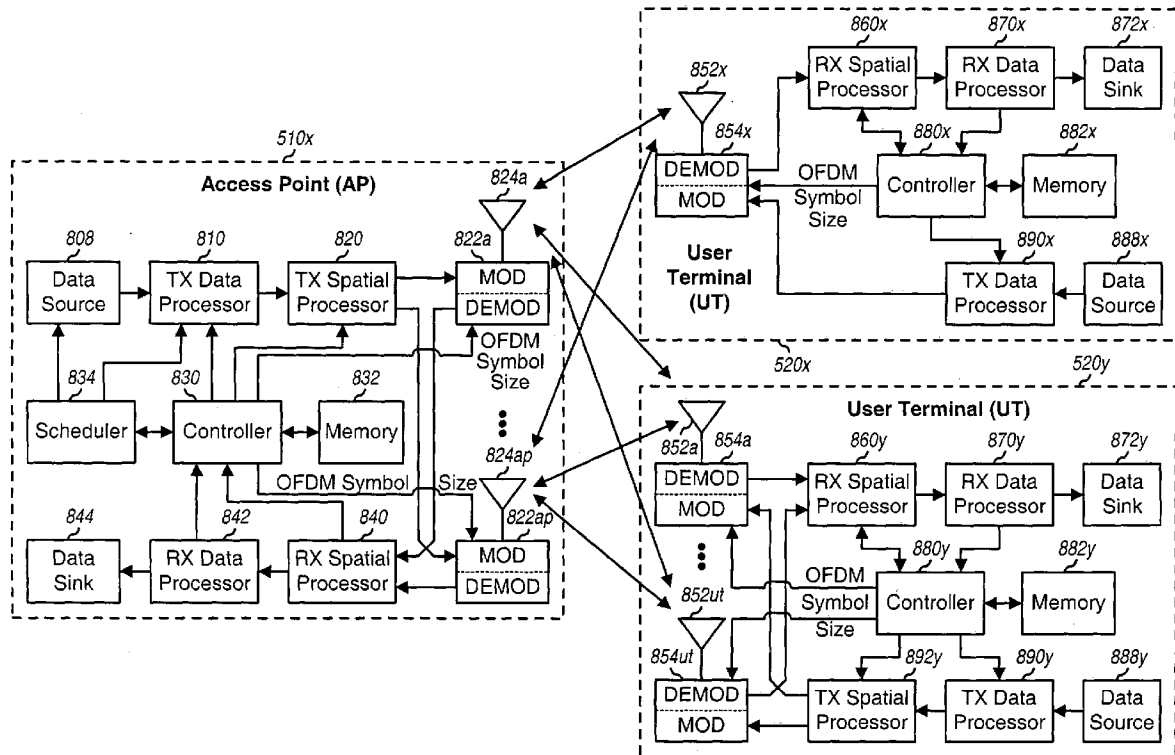 510x
Access Point (AP)
824a
808
810
820
822a
Data
Source
TX Data
Processor
TX Spatial
Processor
MOD
DEMOD
OFDM
Symbol
Size
834
830
832
Scheduler
Controller
Memory
824ap
OFDM Symbol Size
844
842
840
822ap
Data
Sink
RX Data
Processor
RX Spatial
Processor
MOD
DEMOD
860x
870x
872x
852x
RX Spatial
Processor
RX Data
Processor
Data
Sink
854x
880x
882x
DEMOD
MOD
OFDM
Symbol
Size
Controller
Memory
User
Terminal
(UT)
890x
888x
TX Data
Processor
Data
Source
520x
520y
User Terminal (UT)
852a
854a
860y
870y
872y
DEMOD
MOD
RX Spatial
Processor
RX Data
Processor
Data
Sink
880y
882y
OFDM
Symbol
Size
Controller
Memory
852ut
854ut
892y
890y
888y
DEMOD
MOD
TX Spatial
Processor
TX Data
Processor
Data
Source